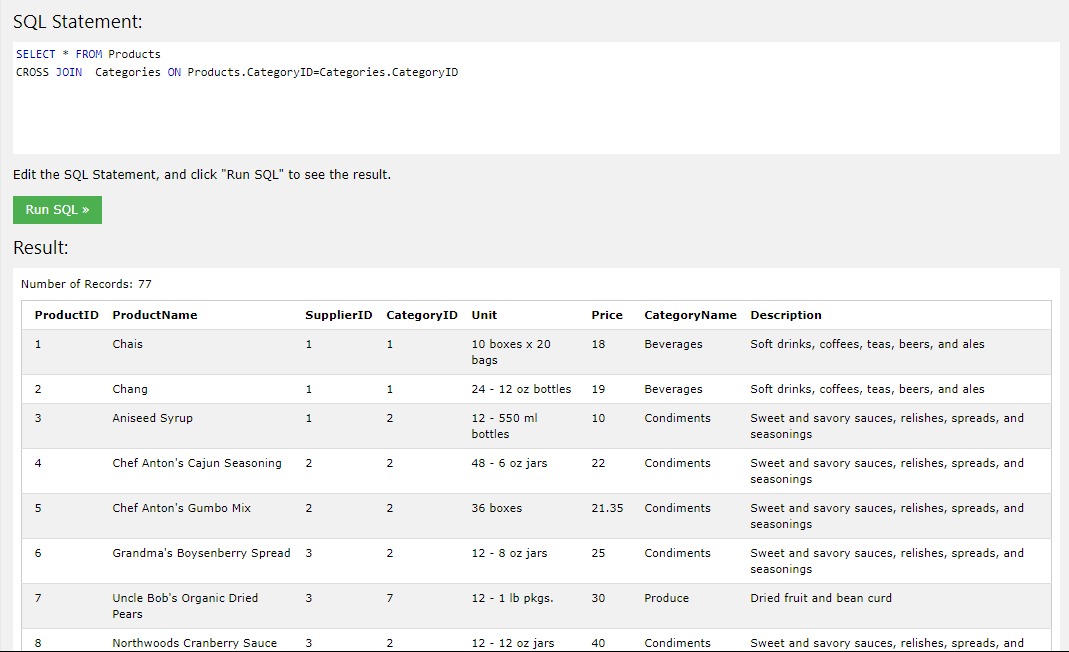 SQL Statement:
SELECT * FROM Products
CROSS JOIN  Categories ON Products.CategoryID=Categories.CategoryID
Edit the SQL Statement, and click "Run SQL" to see the result.
Run SQL »
Result:
Number of Records: 77
ProductID ProductName SupplierID CategoryID Unit Price CategoryName Description
1 Chais 1 1 10 boxes x 20 18 Beverages Soft drinks, coffees, teas, beers, and ales
bags
2 Chang 1 1 24 - 12 oz bottles 19 Beverages Soft drinks, coffees, teas, beers, and ales
3 Aniseed Syrup 1 2 12 - 550 ml 10 Condiments Sweet and savory sauces, relishes, spreads, and
bottles seasonings
4 Chef Anton's Cajun Seasoning 2 2 48 - 6 oz jars 22 Condiments Sweet and savory sauces, relishes, spreads, and
seasonings
5 Chef Anton's Gumbo Mix 2 2 36 boxes 21.35 Condiments Sweet and savory sauces, relishes, spreads, and
seasonings
6 Grandma's Boysenberry Spread 3 2 12 - 8 oz jars 25 Condiments Sweet and savory sauces, relishes, spreads, and
seasonings
7 Uncle Bob's Organic Dried 3 7 12 - 1 lb pkgs. 30 Produce Dried fruit and bean curd
Pears
8 Northwoods Cranberry Sauce 3 2 12 - 12 oz jars 40 Condiments Sweet and savory sauces, relishes, spreads, and